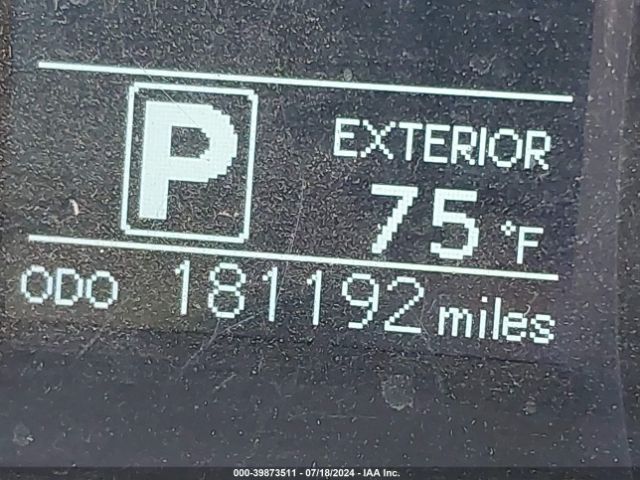 P
EXTERIOR
75 °F
ODO 181192 miles
000-39873511 - 07/18/2024 - IAA Inc.